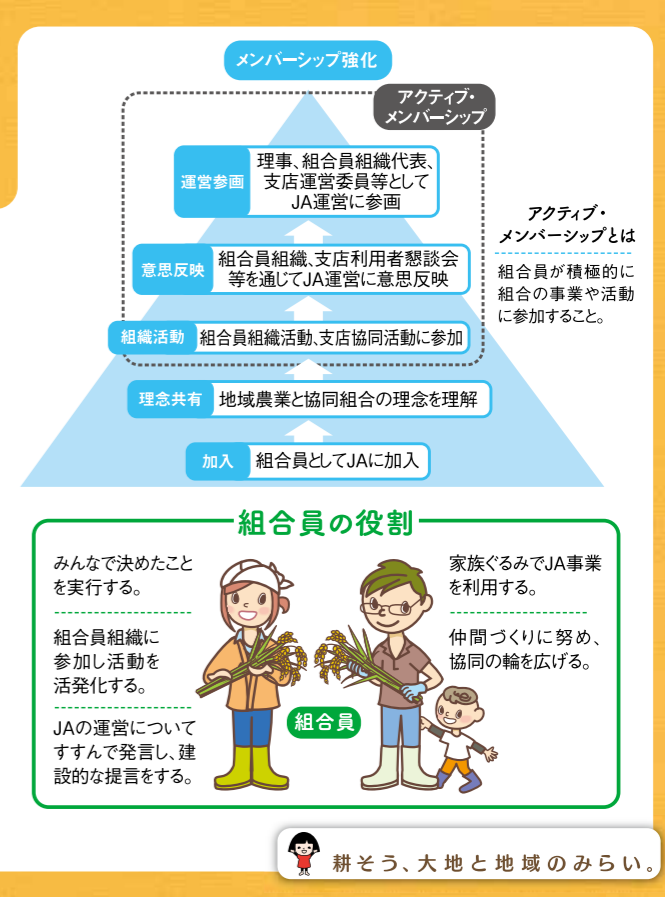 メンバーシップ強化
アクティブ・
メンバーシップ
運営参画
理事、組合員組織代表、
支店運営委員等として
JA運営に参画
意思反映
組合員組織、支店利用者懇談会
等を通じてJA運営に意思反映
組織活動
組合員組織活動、支店協同活動に参加
理念共有
地域農業と協同組合の理念を理解
加入
組合員としてJAに加入
アクティブ・
メンバーシップとは
組合員が積極的に
組合の事業や活動
に参加すること。
組合員の役割
みんなで決めたこと
を実行する。
組合員組織に
参加し活動を
活発化する。
JAの運営について
すすんで発言し、建
設的な提言をする。
家族ぐるみでJA事業
を利用する。
仲間づくりに努め、
協同の輪を広げる。
組合員
耕そう、大地と地域のみらい。